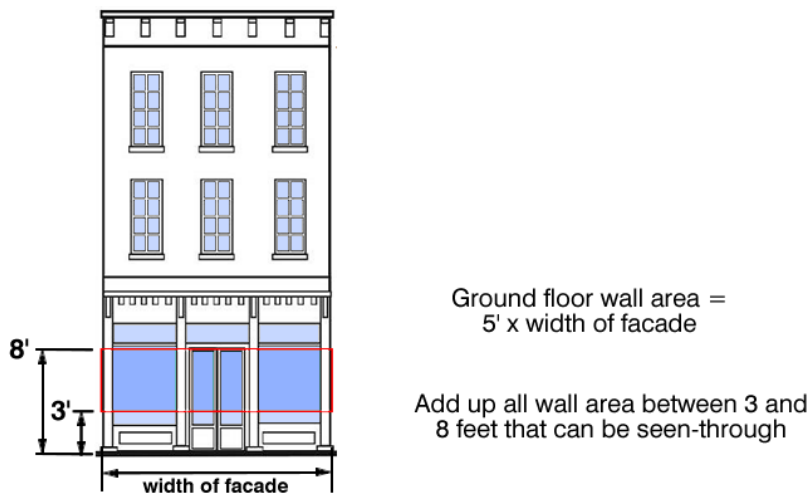 Ground floor wall area =
5' x width of facade
8'
3'
Add up all wall area between 3 and
8 feet that can be seen-through
width of facade